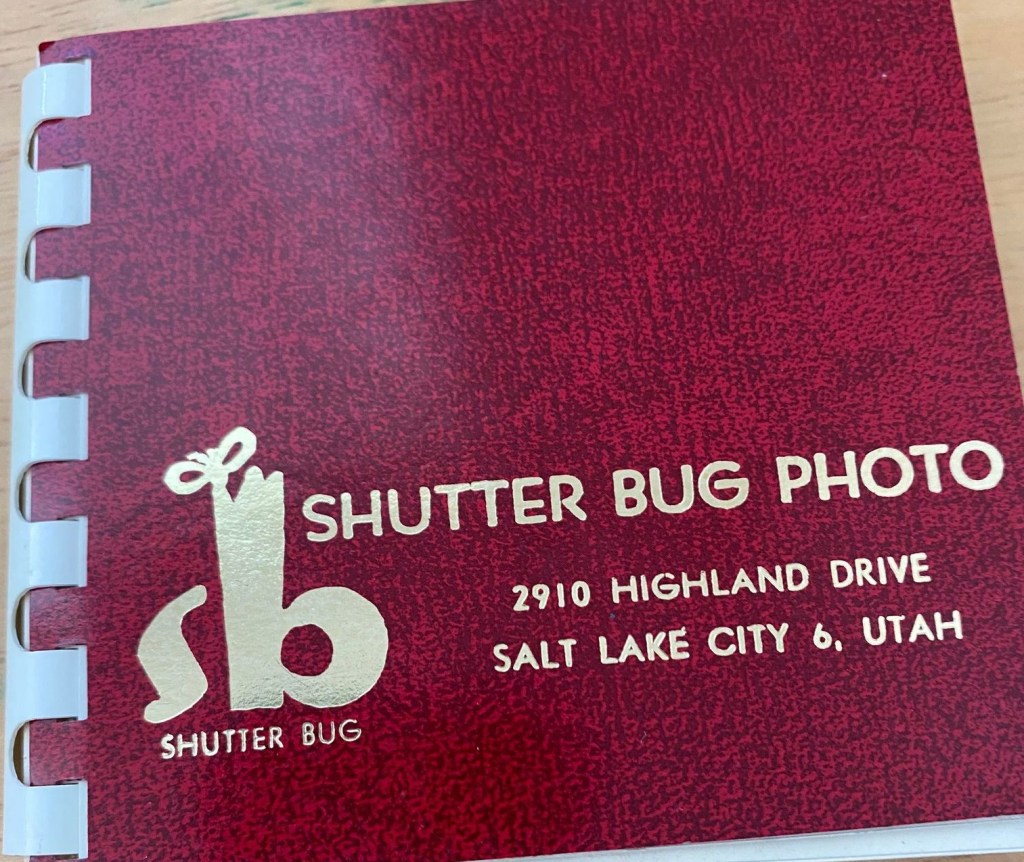 SHUTTER BUG PHOTO
2910 HIGHLAND DRIVE
SALT LAKE CITY 6, UTAH
sb
SHUTTER BUG